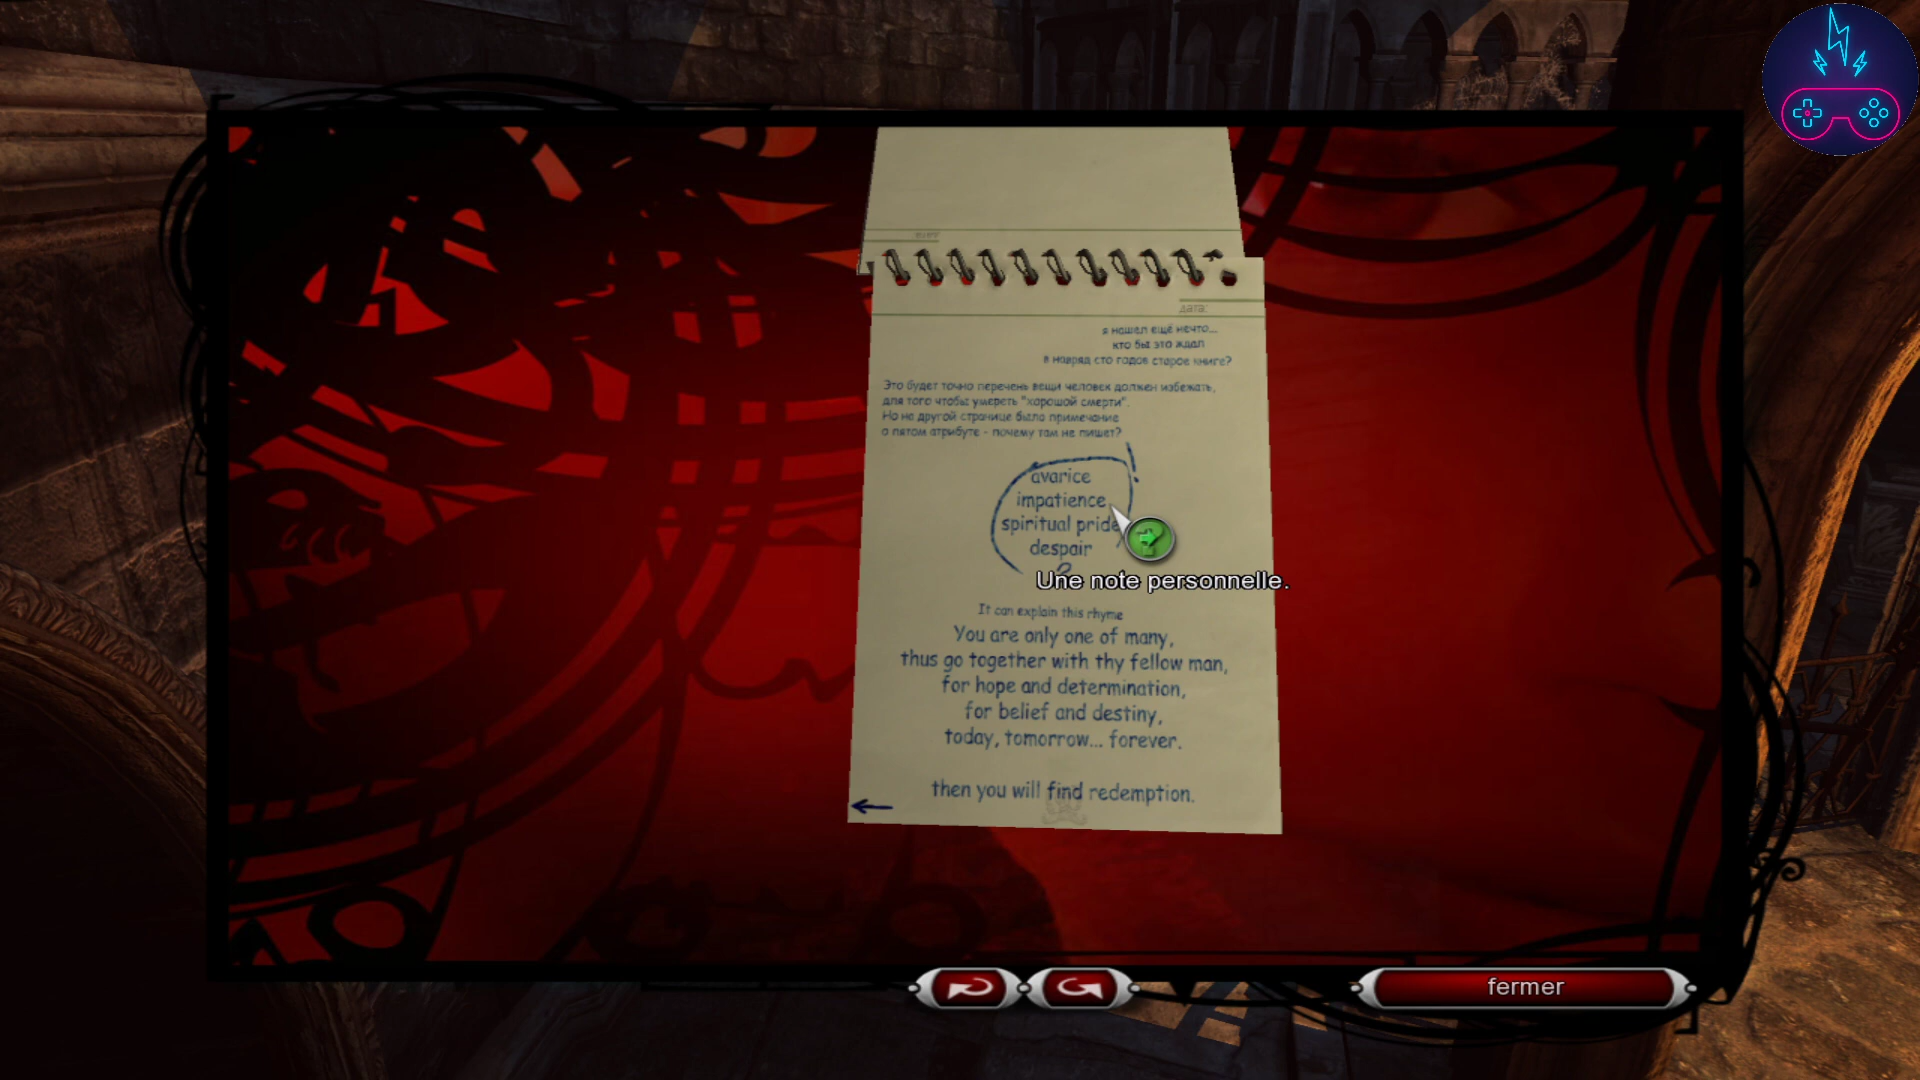 дата:
я нашел ещё нечто...
кто бы это ждал
в навряд сто годов старое книге?
Это будет точно перечень вещи человек должен избежать,
для того чтобы умереть "хорошой смерти".
Но на другой странице было примечание
о пятом атрибуте - почему там не пишет?
avarice
impatience
spiritual pride
despair
?
Une note personnelle.
It can explain this rhyme
You are only one of many,
thus go together with thy fellow man,
for hope and determination,
for belief and destiny,
today, tomorrow... forever.
then you will find redemption.
fermer